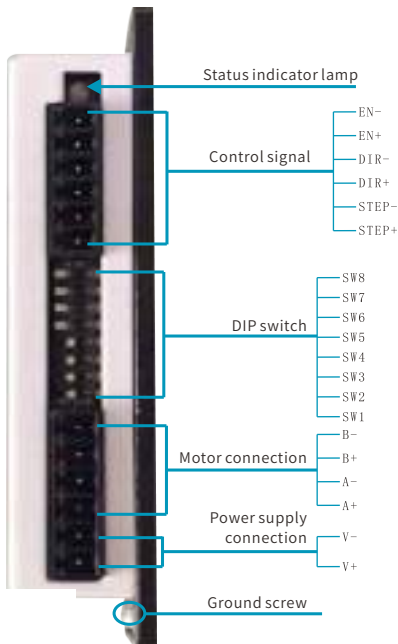 Status indicator lamp
Control signal
EN-
EN+
DIR-
DIR+
STEP-
STEP+
DIP switch
SW8
SW7
SW6
SW5
SW4
SW3
SW2
SW1
Motor connection
B-
B+
A-
A+
Power supply
connection
V-
V+
Ground screw